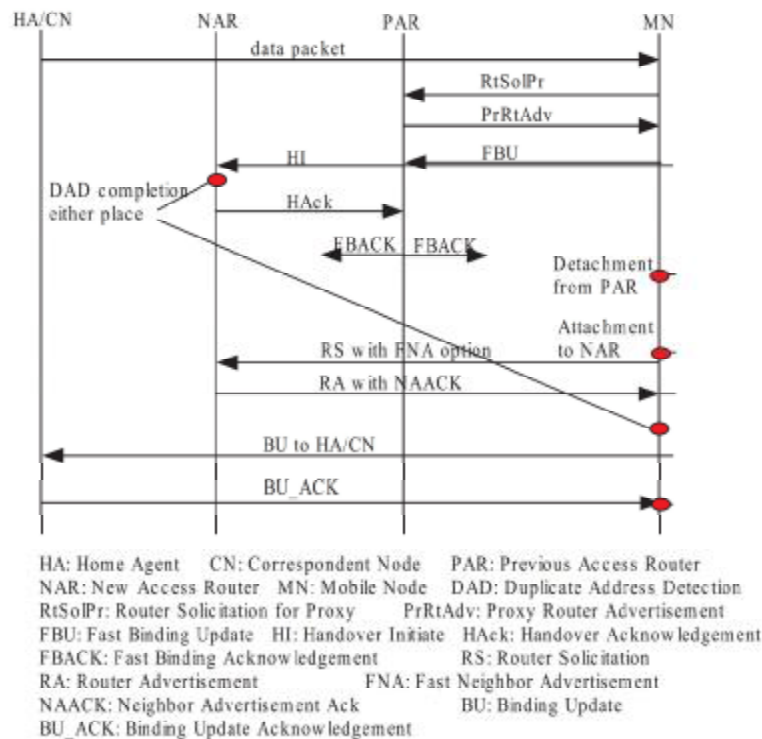 HA/CN NAR PAR MN
data packet
RtSolPr
PrRtAdv
HI FBU
DAD completion
either place
HAck
FBACK FBACK
Detachment
from PAR
Attachment
to NAR
RS with FNA option
RA with NAACK
BU to HA/CN
BU_ACK
HA: Home Agent CN: Correspondent Node PAR: Previous Access Router
NAR: New Access Router MN: Mobile Node DAD: Duplicate Address Detection
RtSolPr: Router Solicitation for Proxy PrRtAdv: Proxy Router Advertisement
FBU: Fast Binding Update HI: Handover Initiate HAck: Handover Acknowledgement
FBACK: Fast Binding Acknowledgement RS: Router Solicitation
RA: Router Advertisement FNA: Fast Neighbor Advertisement
NAACK: Neighbor Advertisement Ack BU: Binding Update
BU_ACK: Binding Update Acknowledgement